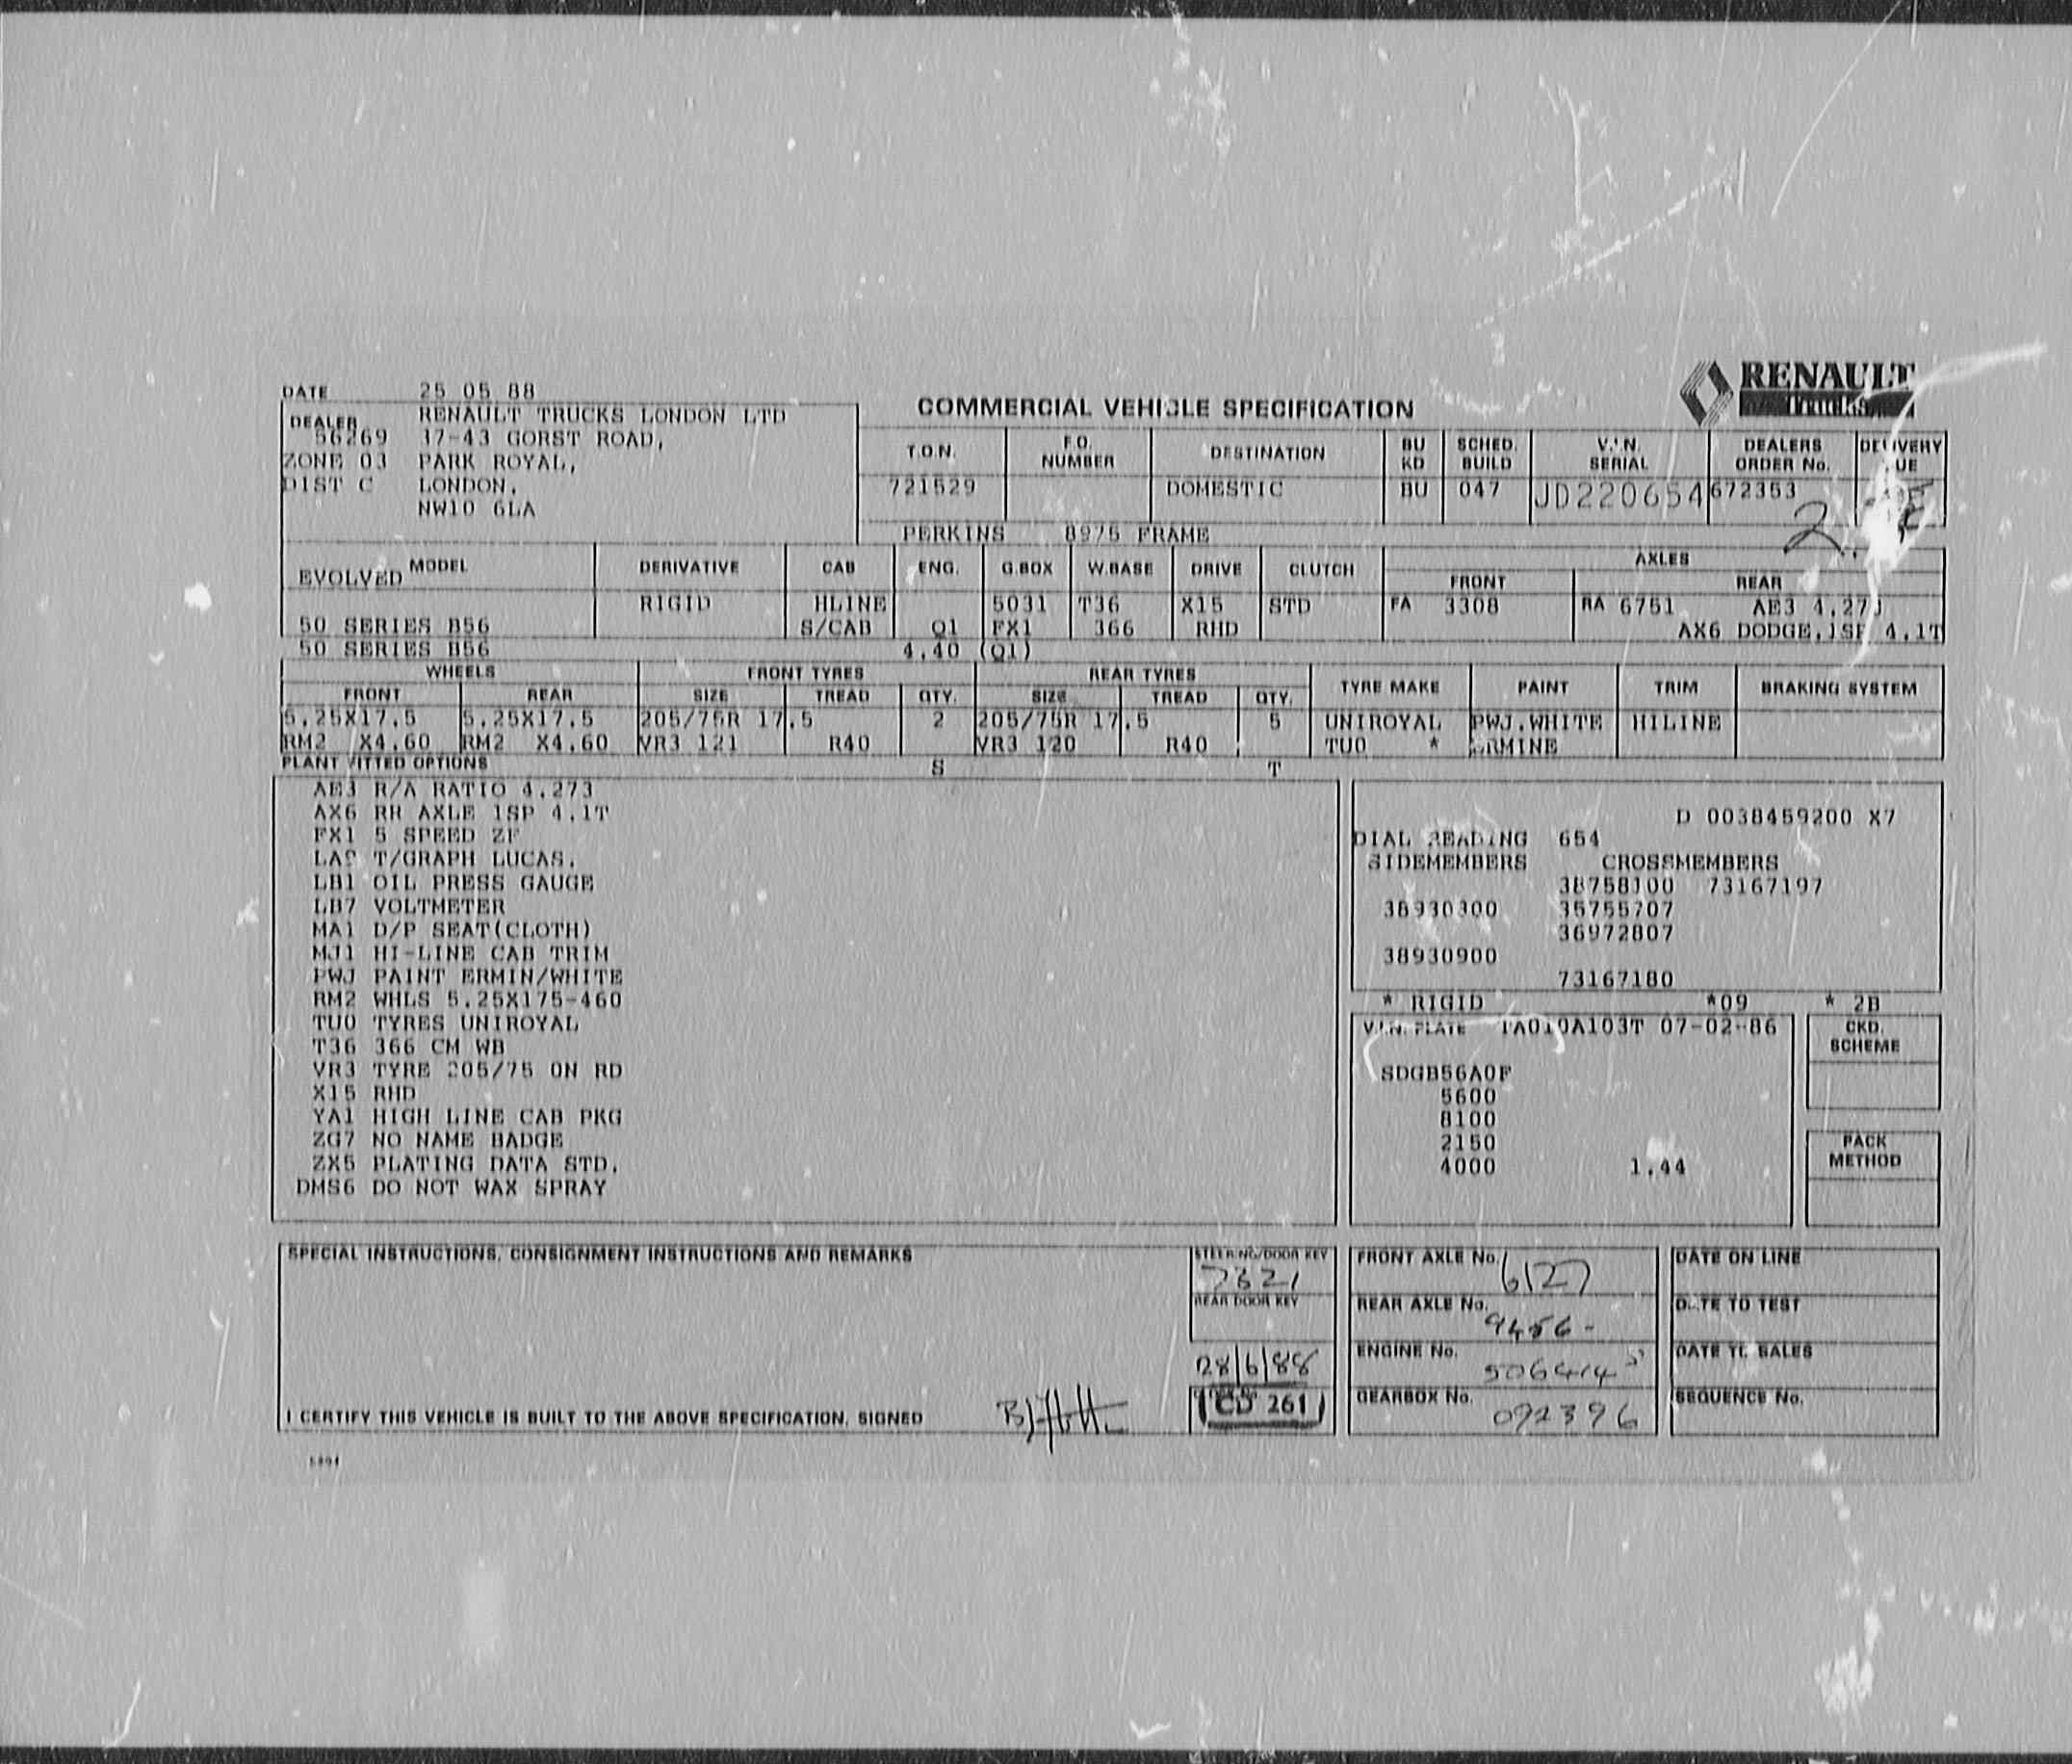 DATE 25 05 88
RENAULT Trucks
COMMERCIAL VEHICLE SPECIFICATION
DEALER RENAULT TRUCKS LONDON LTD
56269 37-43 GORST ROAD,
ZONE 03 PARK ROYAL,
DIST C LONDON,
NW10 6LA
T.O.N. F.O. NUMBER DESTINATION BU KD SCHED. BUILD V.I.N. SERIAL DEALERS ORDER No. DELIVERY
721529 DOMESTIC BU 047 JD220654 672353
PERKINS 8975 FRAME
MODEL DERIVATIVE CAB ENG. G.BOX W.BASE DRIVE CLUTCH AXLES
FRONT REAR
EVOLVED
RIGID HLINE 5031 T36 X15 STD FA 3308 RA 6751 AE3 4.273
50 SERIES B56 S/CAB Q1 FX1 366 RHD AX6 DODGE,1SP 4.1T
50 SERIES B56 4.40 (Q1)
WHEELS FRONT TYRES REAR TYRES TYRE MAKE PAINT TRIM BRAKING SYSTEM
FRONT REAR SIZE TREAD QTY. SIZE TREAD QTY.
5.25X17.5 5.25X17.5 205/75R 17.5 2 205/75R 17.5 5 UNIROYAL PWJ.WHITE HILINE
RM2 X4.60 RM2 X4.60 VR3 121 R40 VR3 120 R40 TU0 * ERMINE
PLANT FITTED OPTIONS S T
AE3 R/A RATIO 4.273
AX6 RR AXLE 1SP 4.1T
FX1 5 SPEED ZF
T/GRAPH LUCAS.
LB1 OIL PRESS GAUGE
LB7 VOLTMETER
MA1 D/P SEAT(CLOTH)
MJ1 HI-LINE CAB TRIM
PWJ PAINT ERMIN/WHITE
RM2 WHLS 5.25X175-460
TU0 TYRES UNIROYAL
T36 366 CM WB
VR3 TYRE 205/75 ON RD
X15 RHD
YA1 HIGH LINE CAB PKG
ZG7 NO NAME BADGE
ZX5 PLATING DATA STD.
DMS6 DO NOT WAX SPRAY
D 0038459200 X7
DIAL READING 654
SIDEMEMBERS CROSSMEMBERS
38758100 73167197
38930300 35755707
36972807
38930900
73167180
* RIGID *09 * 2B
V.I.N. PLATE TA010A103T 07-02-86
SDGB56A0F
5600
8100
2150
4000 1.44
CKD. SCHEME
PACK METHOD
SPECIAL INSTRUCTIONS, CONSIGNMENT INSTRUCTIONS AND REMARKS
I CERTIFY THIS VEHICLE IS BUILT TO THE ABOVE SPECIFICATION. SIGNED
STEERING/DOOR KEY
7321
REAR DOOR KEY
28/6/88
CD 261
FRONT AXLE No. 6127
REAR AXLE No. 9456-
ENGINE No. 506414
GEARBOX No. 092396
DATE ON LINE
DATE TO TEST
DATE TO SALES
SEQUENCE No.